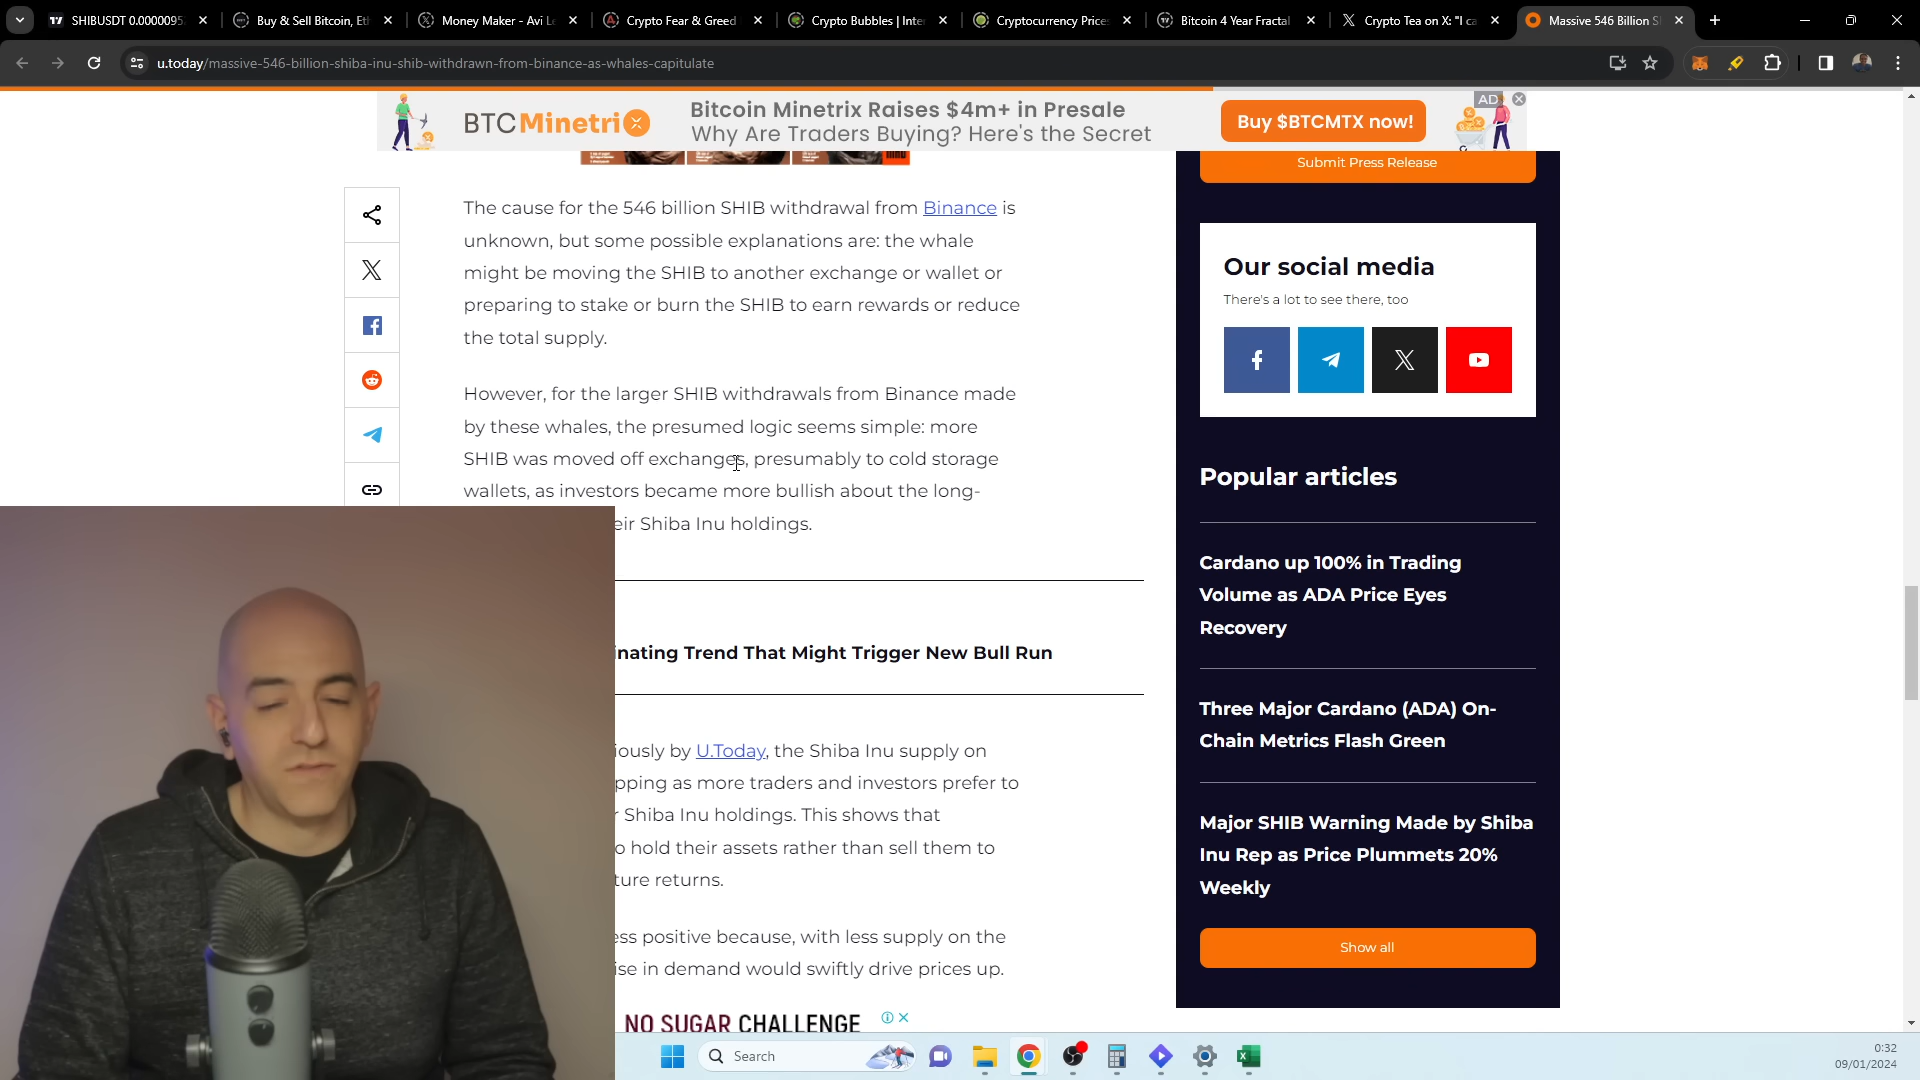 SHIBUSDT 0.0000095
Buy & Sell Bitcoin, Et
Money Maker - Avi L
Crypto Fear & Greed
Crypto Bubbles | Inte
Cryptocurrency Price
Bitcoin 4 Year Fractal
Crypto Tea on X: "I ca
Massive 546 Billion S
u.today/massive-546-billion-shiba-inu-shib-withdrawn-from-binance-as-whales-capitulate
BTCMinetrix
Bitcoin Minetrix Raises $4m+ in Presale
Why Are Traders Buying? Here's the Secret
Buy $BTCMTX now!
AD
The cause for the 546 billion SHIB withdrawal from Binance is
unknown, but some possible explanations are: the whale
might be moving the SHIB to another exchange or wallet or
preparing to stake or burn the SHIB to earn rewards or reduce
the total supply.
However, for the larger SHIB withdrawals from Binance made
by these whales, the presumed logic seems simple: more
SHIB was moved off exchanges, presumably to cold storage
wallets, as investors became more bullish about the long-
eir Shiba Inu holdings.
inating Trend That Might Trigger New Bull Run
iously by U.Today, the Shiba Inu supply on
pping as more traders and investors prefer to
r Shiba Inu holdings. This shows that
o hold their assets rather than sell them to
ture returns.
ess positive because, with less supply on the
ise in demand would swiftly drive prices up.
NO SUGAR CHALLENGE
Submit Press Release
Our social media
There's a lot to see there, too
Popular articles
Cardano up 100% in Trading
Volume as ADA Price Eyes
Recovery
Three Major Cardano (ADA) On-
Chain Metrics Flash Green
Major SHIB Warning Made by Shiba
Inu Rep as Price Plummets 20%
Weekly
Show all
Search
0:32
09/01/2024